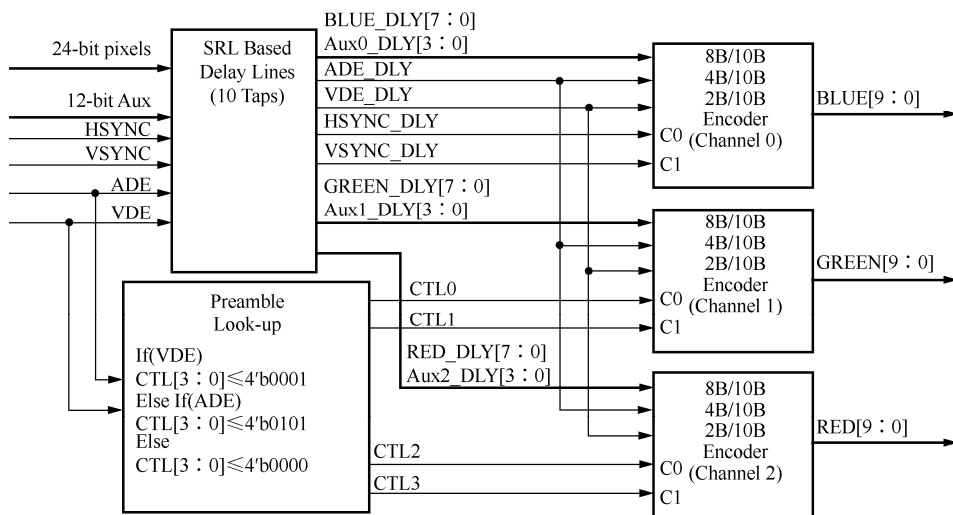 24-bit pixels
12-bit Aux
HSYNC
VSYNC
ADE
VDE
SRL Based
Delay Lines
(10 Taps)
BLUE_DLY[7：0]
Aux0_DLY[3：0]
ADE_DLY
VDE_DLY
HSYNC_DLY
VSYNC_DLY
GREEN_DLY[7：0]
Aux1_DLY[3：0]
8B/10B
4B/10B
2B/10B
Encoder
(Channel 0)
C0
C1
BLUE[9：0]
8B/10B
4B/10B
2B/10B
Encoder
(Channel 1)
C0
C1
GREEN[9：0]
Preamble
Look-up
If(VDE)
CTL[3：0]≤4'b0001
Else If(ADE)
CTL[3：0]≤4'b0101
Else
CTL[3：0]≤4'b0000
CTL0
CTL1
RED_DLY[7：0]
Aux2_DLY[3：0]
CTL2
CTL3
8B/10B
4B/10B
2B/10B
Encoder
(Channel 2)
C0
C1
RED[9：0]